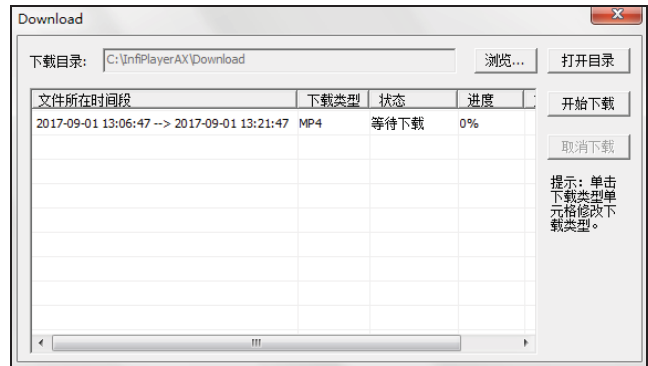 Download
下载目录: C:\InfiPlayerAX\Download 浏览... 打开目录
文件所在时间段 下载类型 状态 进度 开始下载
2017-09-01 13:06:47 --> 2017-09-01 13:21:47 MP4 等待下载 0%
取消下载
提示：单击
下载类型单
元格修改下
载类型。